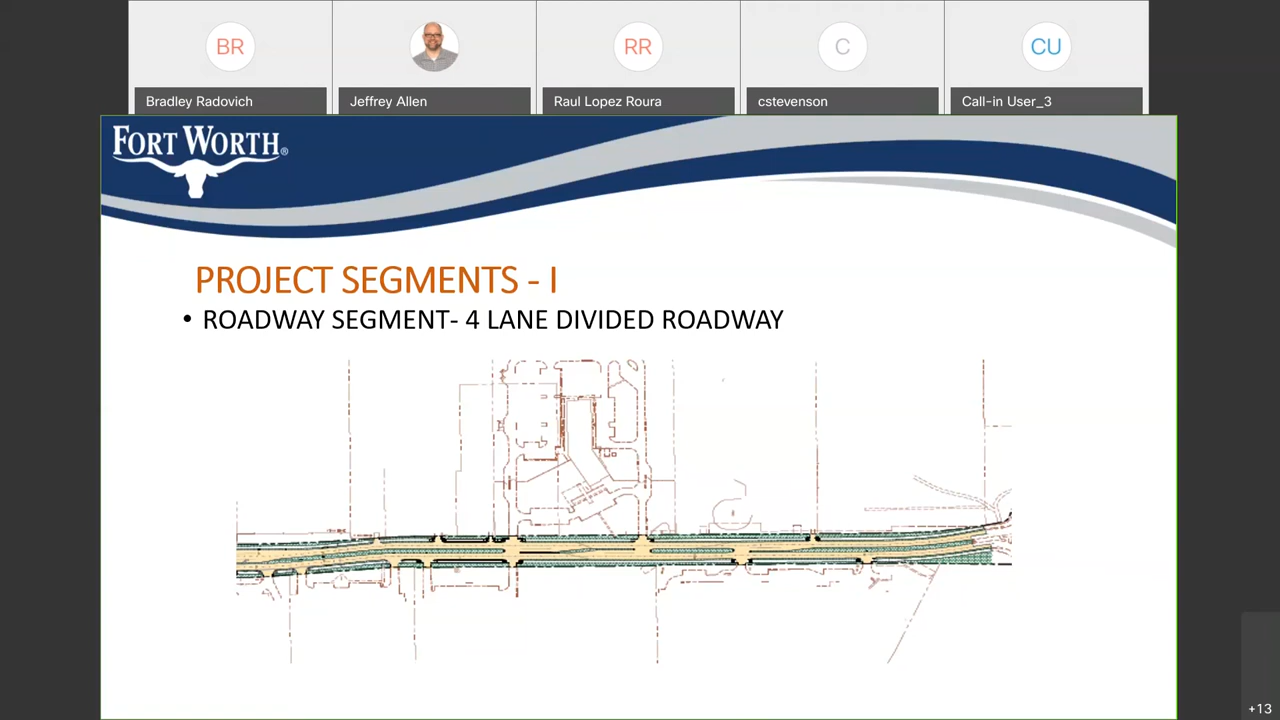 BR
RR
C
CU
Bradley Radovich
Jeffrey Allen
Raul Lopez Roura
cstevenson
Call-in User_3
FORT WORTH®
PROJECT SEGMENTS - I
• ROADWAY SEGMENT- 4 LANE DIVIDED ROADWAY
+13